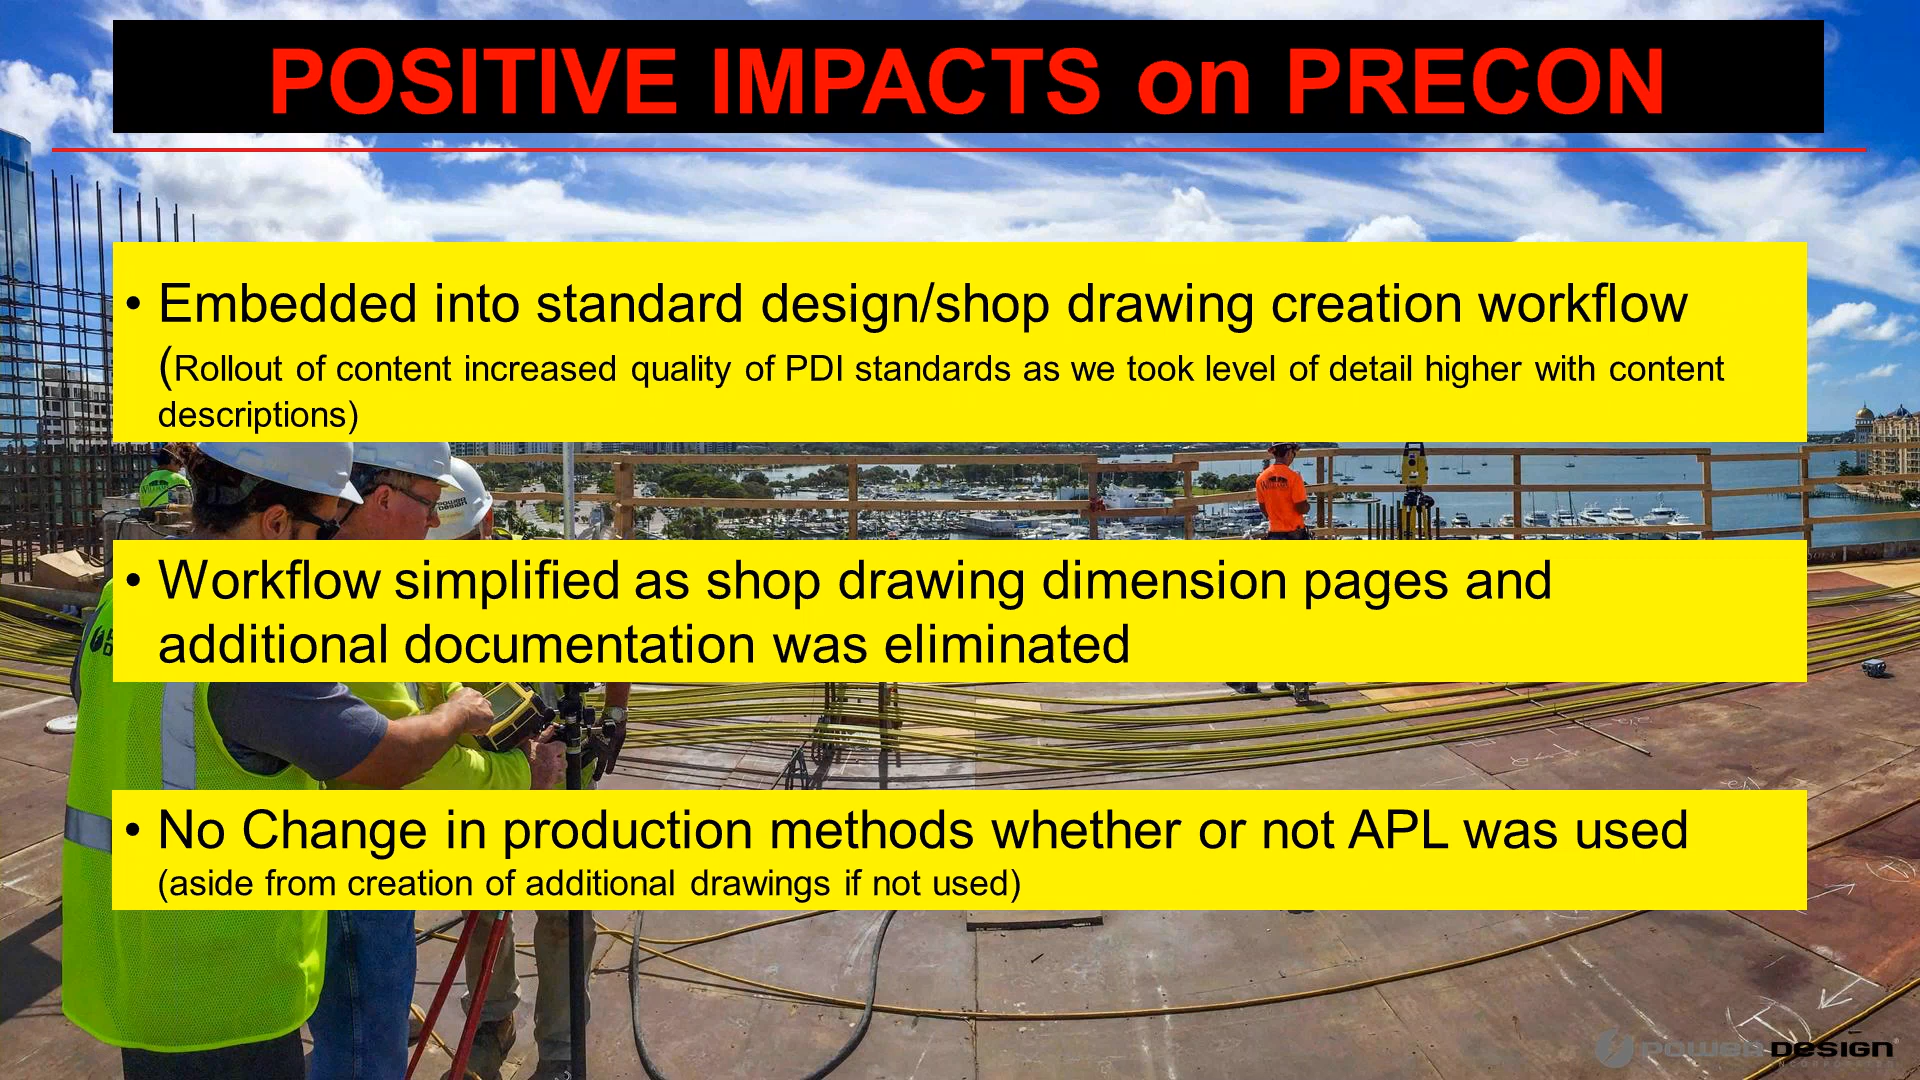 POSITIVE IMPACTS on PRECON
• Embedded into standard design/shop drawing creation workflow
(Rollout of content increased quality of PDI standards as we took level of detail higher with content
descriptions)
POWER
DESIGN
• Workflow simplified as shop drawing dimension pages and
additional documentation was eliminated
• No Change in production methods whether or not APL was used
(aside from creation of additional drawings if not used)
POWER DESIGN®
INCORPORATED